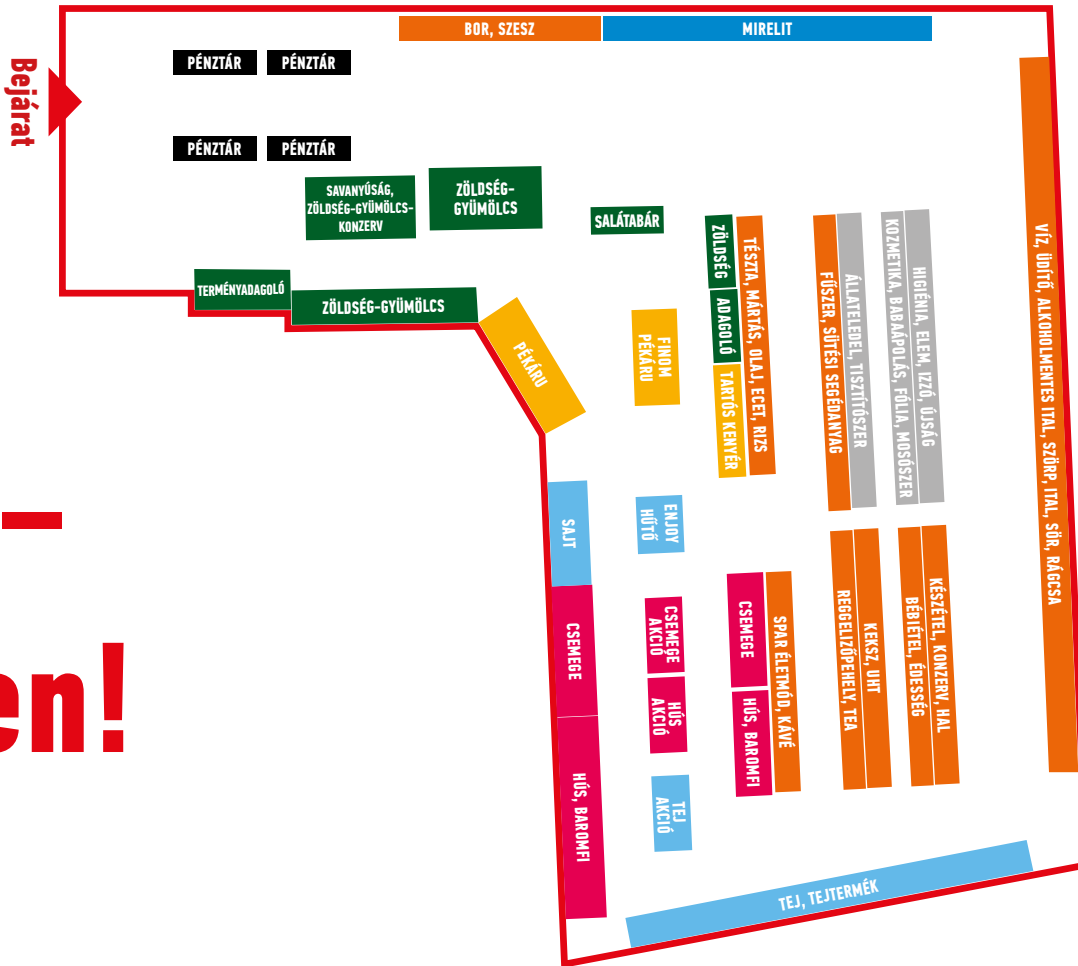 BOR, SZESZ
MIRELIT
Bejárat
PÉNZTÁR
PÉNZTÁR
PÉNZTÁR
PÉNZTÁR
SAVANYÚSÁG,
ZÖLDSÉG-GYÜMÖLCS-
KONZERV
ZÖLDSÉG-
GYÜMÖLCS
SALÁTABÁR
TERMÉNYADAGOLÓ
ZÖLDSÉG-GYÜMÖLCS
PÉKÁRU
FINOM
PÉKÁRU
ZÖLDSÉG
ADAGOLÓ
TARTÓS KENYÉR
TÉSZTA, MÁRTÁS, OLAJ, ECET, RIZS
FŰSZER, SÜTÉSI SEGÉDANYAG
ÁLLATELEDEL, TISZTÍTÓSZER
KOZMETIKA, BABAÁPOLÁS, FÓLIA, MOSÓSZER
HIGIÉNIA, ELEM, IZZÓ, ÚJSÁG
VÍZ, ÜDÍTŐ, ALKOHOLMENTES ITAL, SZÖRP, ITAL, SÖR, RÁGCSA
SAJT
ENJOY
HŰTŐ
CSEMEGE
CSEMEGE
AKCIÓ
CSEMEGE
SPAR ÉLETMÓD, KÁVÉ
REGGELIZŐPEHELY, TEA
KEKSZ, UHT
BÉBIÉTEL, ÉDESSÉG
KÉSZÉTEL, KONZERV, HAL
HÚS
AKCIÓ
HÚS, BAROMFI
HÚS, BAROMFI
TEJ
AKCIÓ
TEJ, TEJTERMÉK
en!